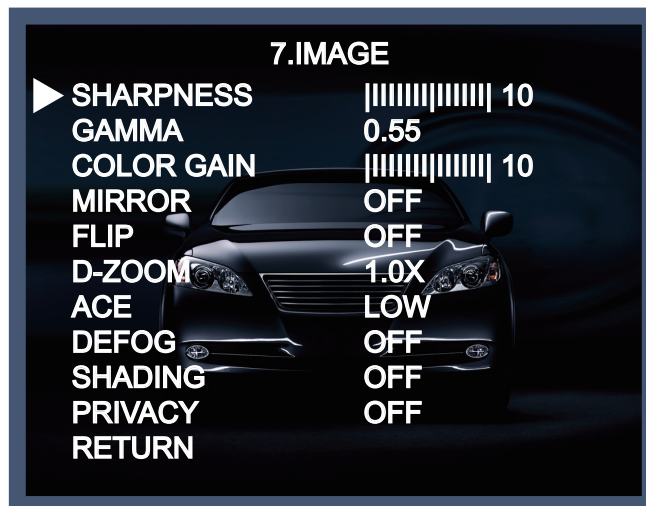 7.IMAGE
SHARPNESS |||||||||||||||| 10
GAMMA 0.55
COLOR GAIN |||||||||||||||| 10
MIRROR OFF
FLIP OFF
D-ZOOM 1.0X
ACE LOW
DEFOG OFF
SHADING OFF
PRIVACY OFF
RETURN